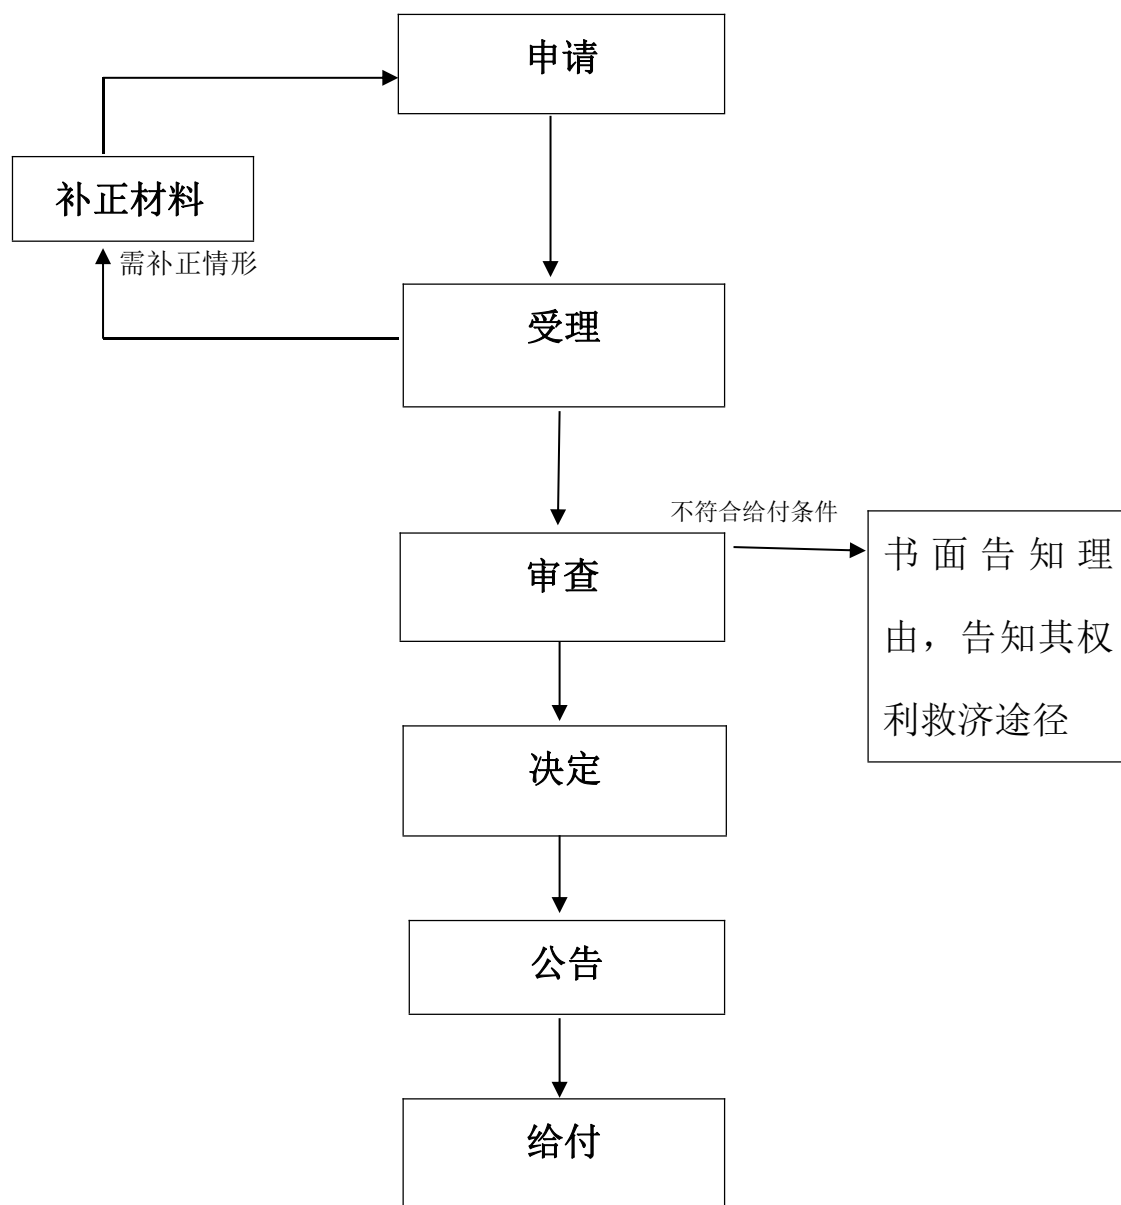 申请
补正材料
需补正情形
受理
不符合给付条件
审查
书面告知理
由，告知其权
利救济途径
决定
公告
给付